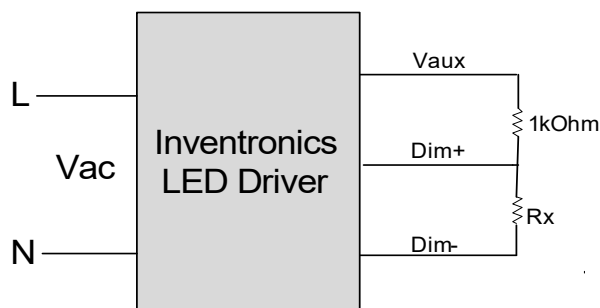 L
Vac
N
Inventronics
LED Driver
Vaux
1kOhm
Dim+
Rx
Dim-